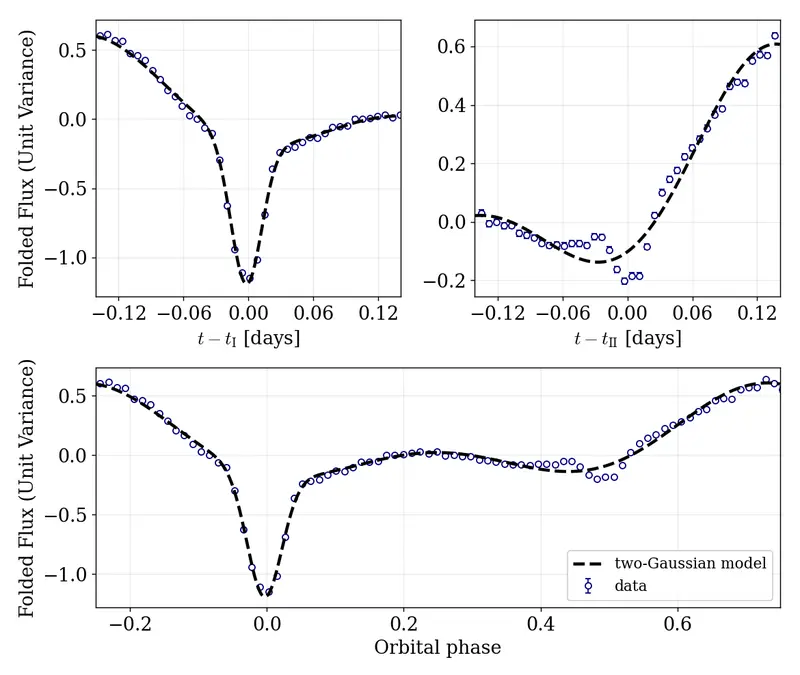 Folded Flux (Unit Variance)
0.5
0.0
−0.5
−1.0
−0.12 −0.06 0.00 0.06 0.12
t − t_I [days]
0.6
0.4
0.2
0.0
−0.2
−0.12 −0.06 0.00 0.06 0.12
t − t_II [days]
Folded Flux (Unit Variance)
0.5
0.0
−0.5
−1.0
−0.2 0.0 0.2 0.4 0.6
Orbital phase
two-Gaussian model
data